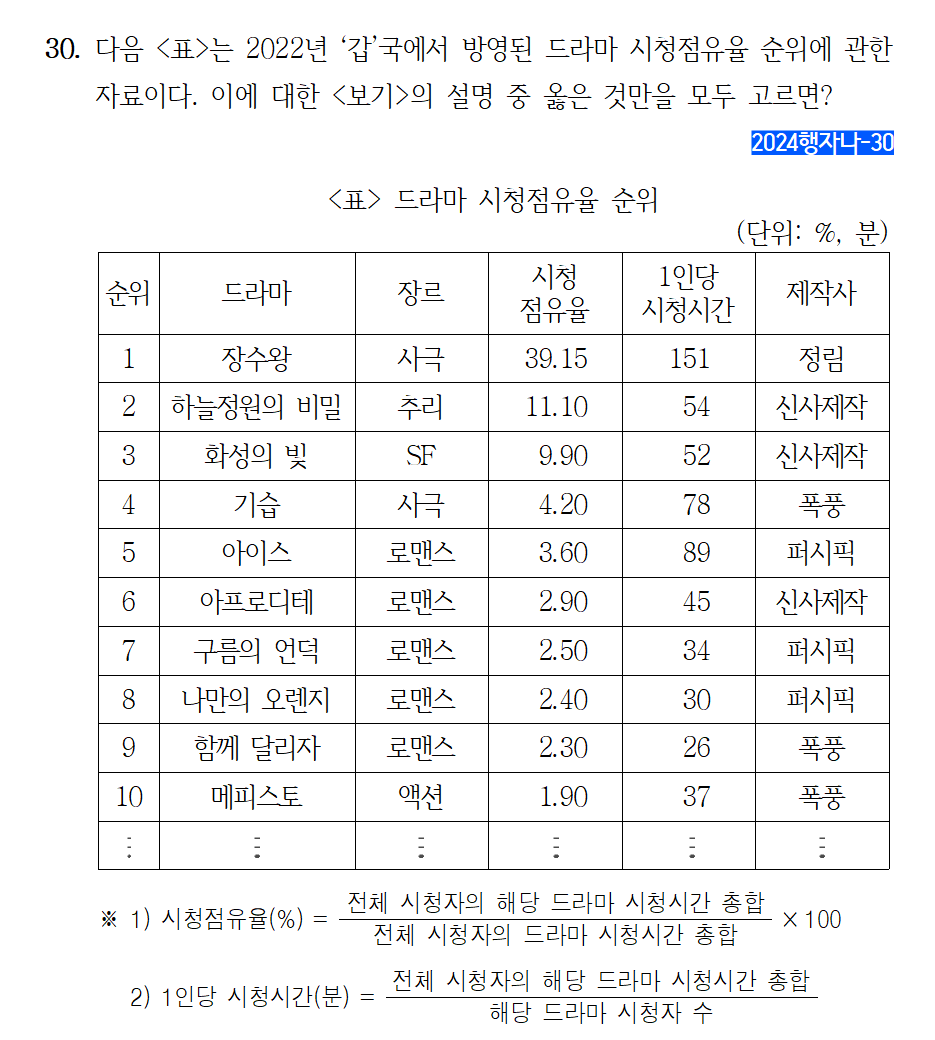 30. 다음 <표>는 2022년 ‘갑’국에서 방영된 드라마 시청점유율 순위에 관한
자료이다. 이에 대한 <보기>의 설명 중 옳은 것만을 모두 고르면?
2024행자나-30
<표> 드라마 시청점유율 순위
(단위: %, 분)
순위 드라마 장르 시청 점유율 1인당 시청시간 제작사
1 장수왕 사극 39.15 151 정림
2 하늘정원의 비밀 추리 11.10 54 신사제작
3 화성의 빛 SF 9.90 52 신사제작
4 기습 사극 4.20 78 폭풍
5 아이스 로맨스 3.60 89 퍼시픽
6 아프로디테 로맨스 2.90 45 신사제작
7 구름의 언덕 로맨스 2.50 34 퍼시픽
8 나만의 오렌지 로맨스 2.40 30 퍼시픽
9 함께 달리자 로맨스 2.30 26 폭풍
10 메피스토 액션 1.90 37 폭풍
⋮ ⋮ ⋮ ⋮ ⋮ ⋮
※ 1) 시청점유율(%) = 전체 시청자의 해당 드라마 시청시간 총합 / 전체 시청자의 드라마 시청시간 총합 ×100
2) 1인당 시청시간(분) = 전체 시청자의 해당 드라마 시청시간 총합 / 해당 드라마 시청자 수